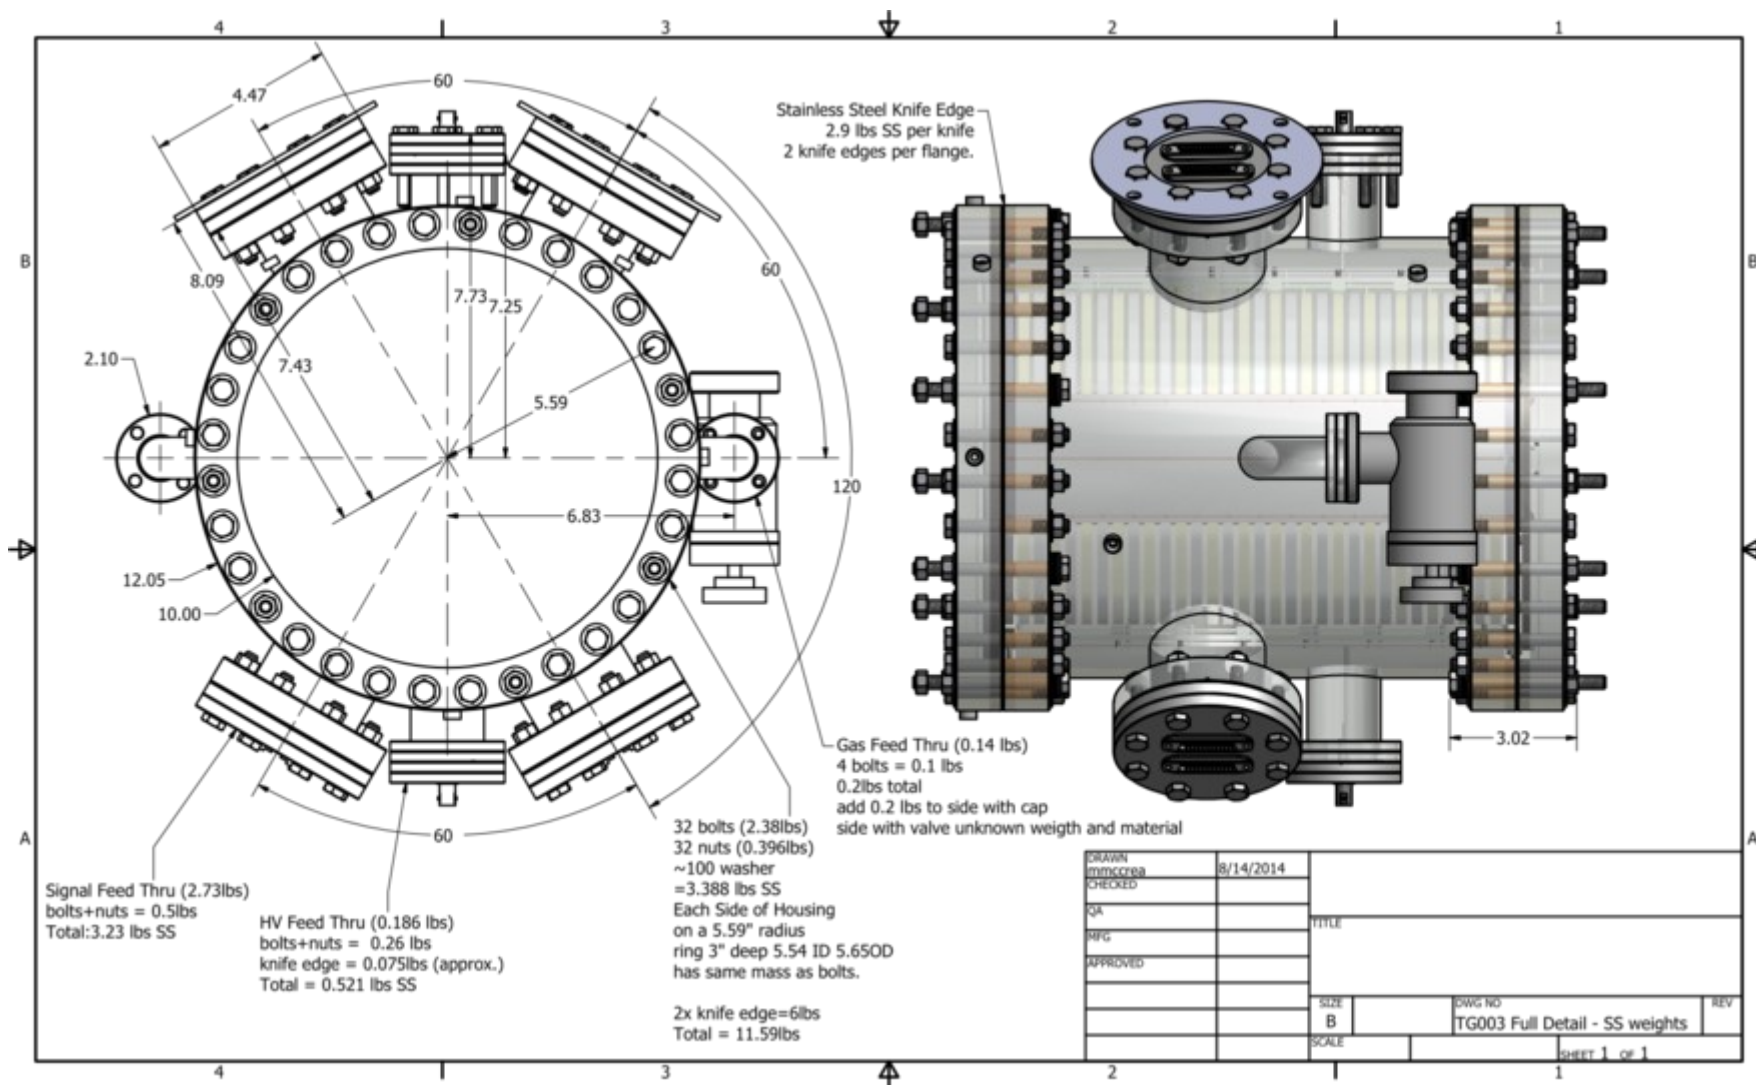 4
3
2
1
B
B
A
A
4.47
60
60
120
60
8.09
7.43
7.73
7.25
5.59
2.10
6.83
12.05
10.00
3.02
Stainless Steel Knife Edge
2.9 lbs SS per knife
2 knife edges per flange.
Gas Feed Thru (0.14 lbs)
4 bolts = 0.1 lbs
0.2lbs total
add 0.2 lbs to side with cap
side with valve unknown weigth and material
32 bolts (2.38lbs)
32 nuts (0.396lbs)
~100 washer
=3.388 lbs SS
Each Side of Housing
on a 5.59" radius
ring 3" deep 5.54 ID 5.65OD
has same mass as bolts.
2x knife edge=6lbs
Total = 11.59lbs
Signal Feed Thru (2.73lbs)
bolts+nuts = 0.5lbs
Total:3.23 lbs SS
HV Feed Thru (0.186 lbs)
bolts+nuts = 0.26 lbs
knife edge = 0.075lbs (approx.)
Total = 0.521 lbs SS
DRAWN
mmccrea
8/14/2014
CHECKED
QA
MFG
APPROVED
TITLE
SIZE
B
DWG NO
TG003 Full Detail - SS weights
REV
SCALE
SHEET 1 OF 1
4
3
2
1